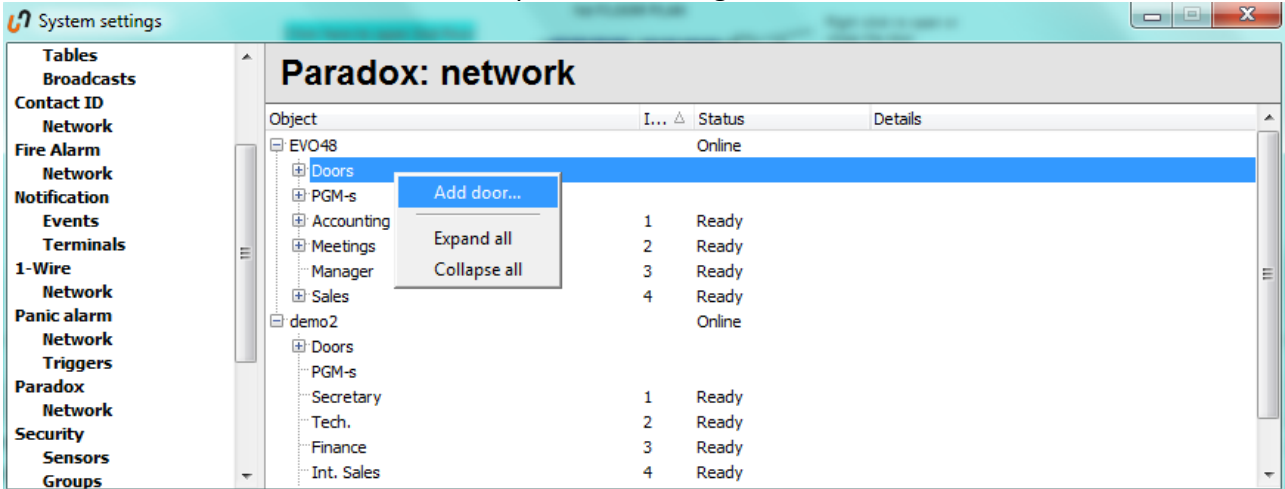 System settings
Tables
Broadcasts
Contact ID
Network
Fire Alarm
Network
Notification
Events
Terminals
1-Wire
Network
Panic alarm
Network
Triggers
Paradox
Network
Security
Sensors
Groups
Paradox: network
Object I... Status Details
EVO48 Online
Doors
PGM-s
Accounting 1 Ready
Meetings 2 Ready
Manager 3 Ready
Sales 4 Ready
demo2 Online
Doors
PGM-s
Secretary 1 Ready
Tech. 2 Ready
Finance 3 Ready
Int. Sales 4 Ready
Add door...
Expand all
Collapse all